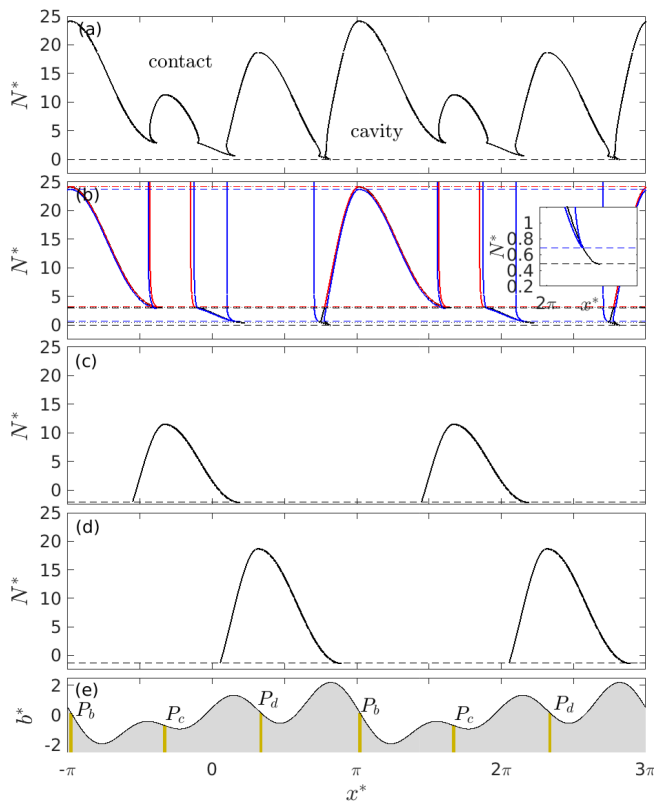 25
(a)
20
contact
15
N*
10
cavity
5
0
25
(b)
20
1
N*
0.8
15
0.6
N*
0.4
10
0.2
2π
x*
5
0
25
(c)
20
15
N*
10
5
0
25
(d)
20
15
N*
10
5
0
2
(e)
P_b
P_c
P_d
P_b
P_c
P_d
b*
0
-2
-π
0
π
2π
3π
x*